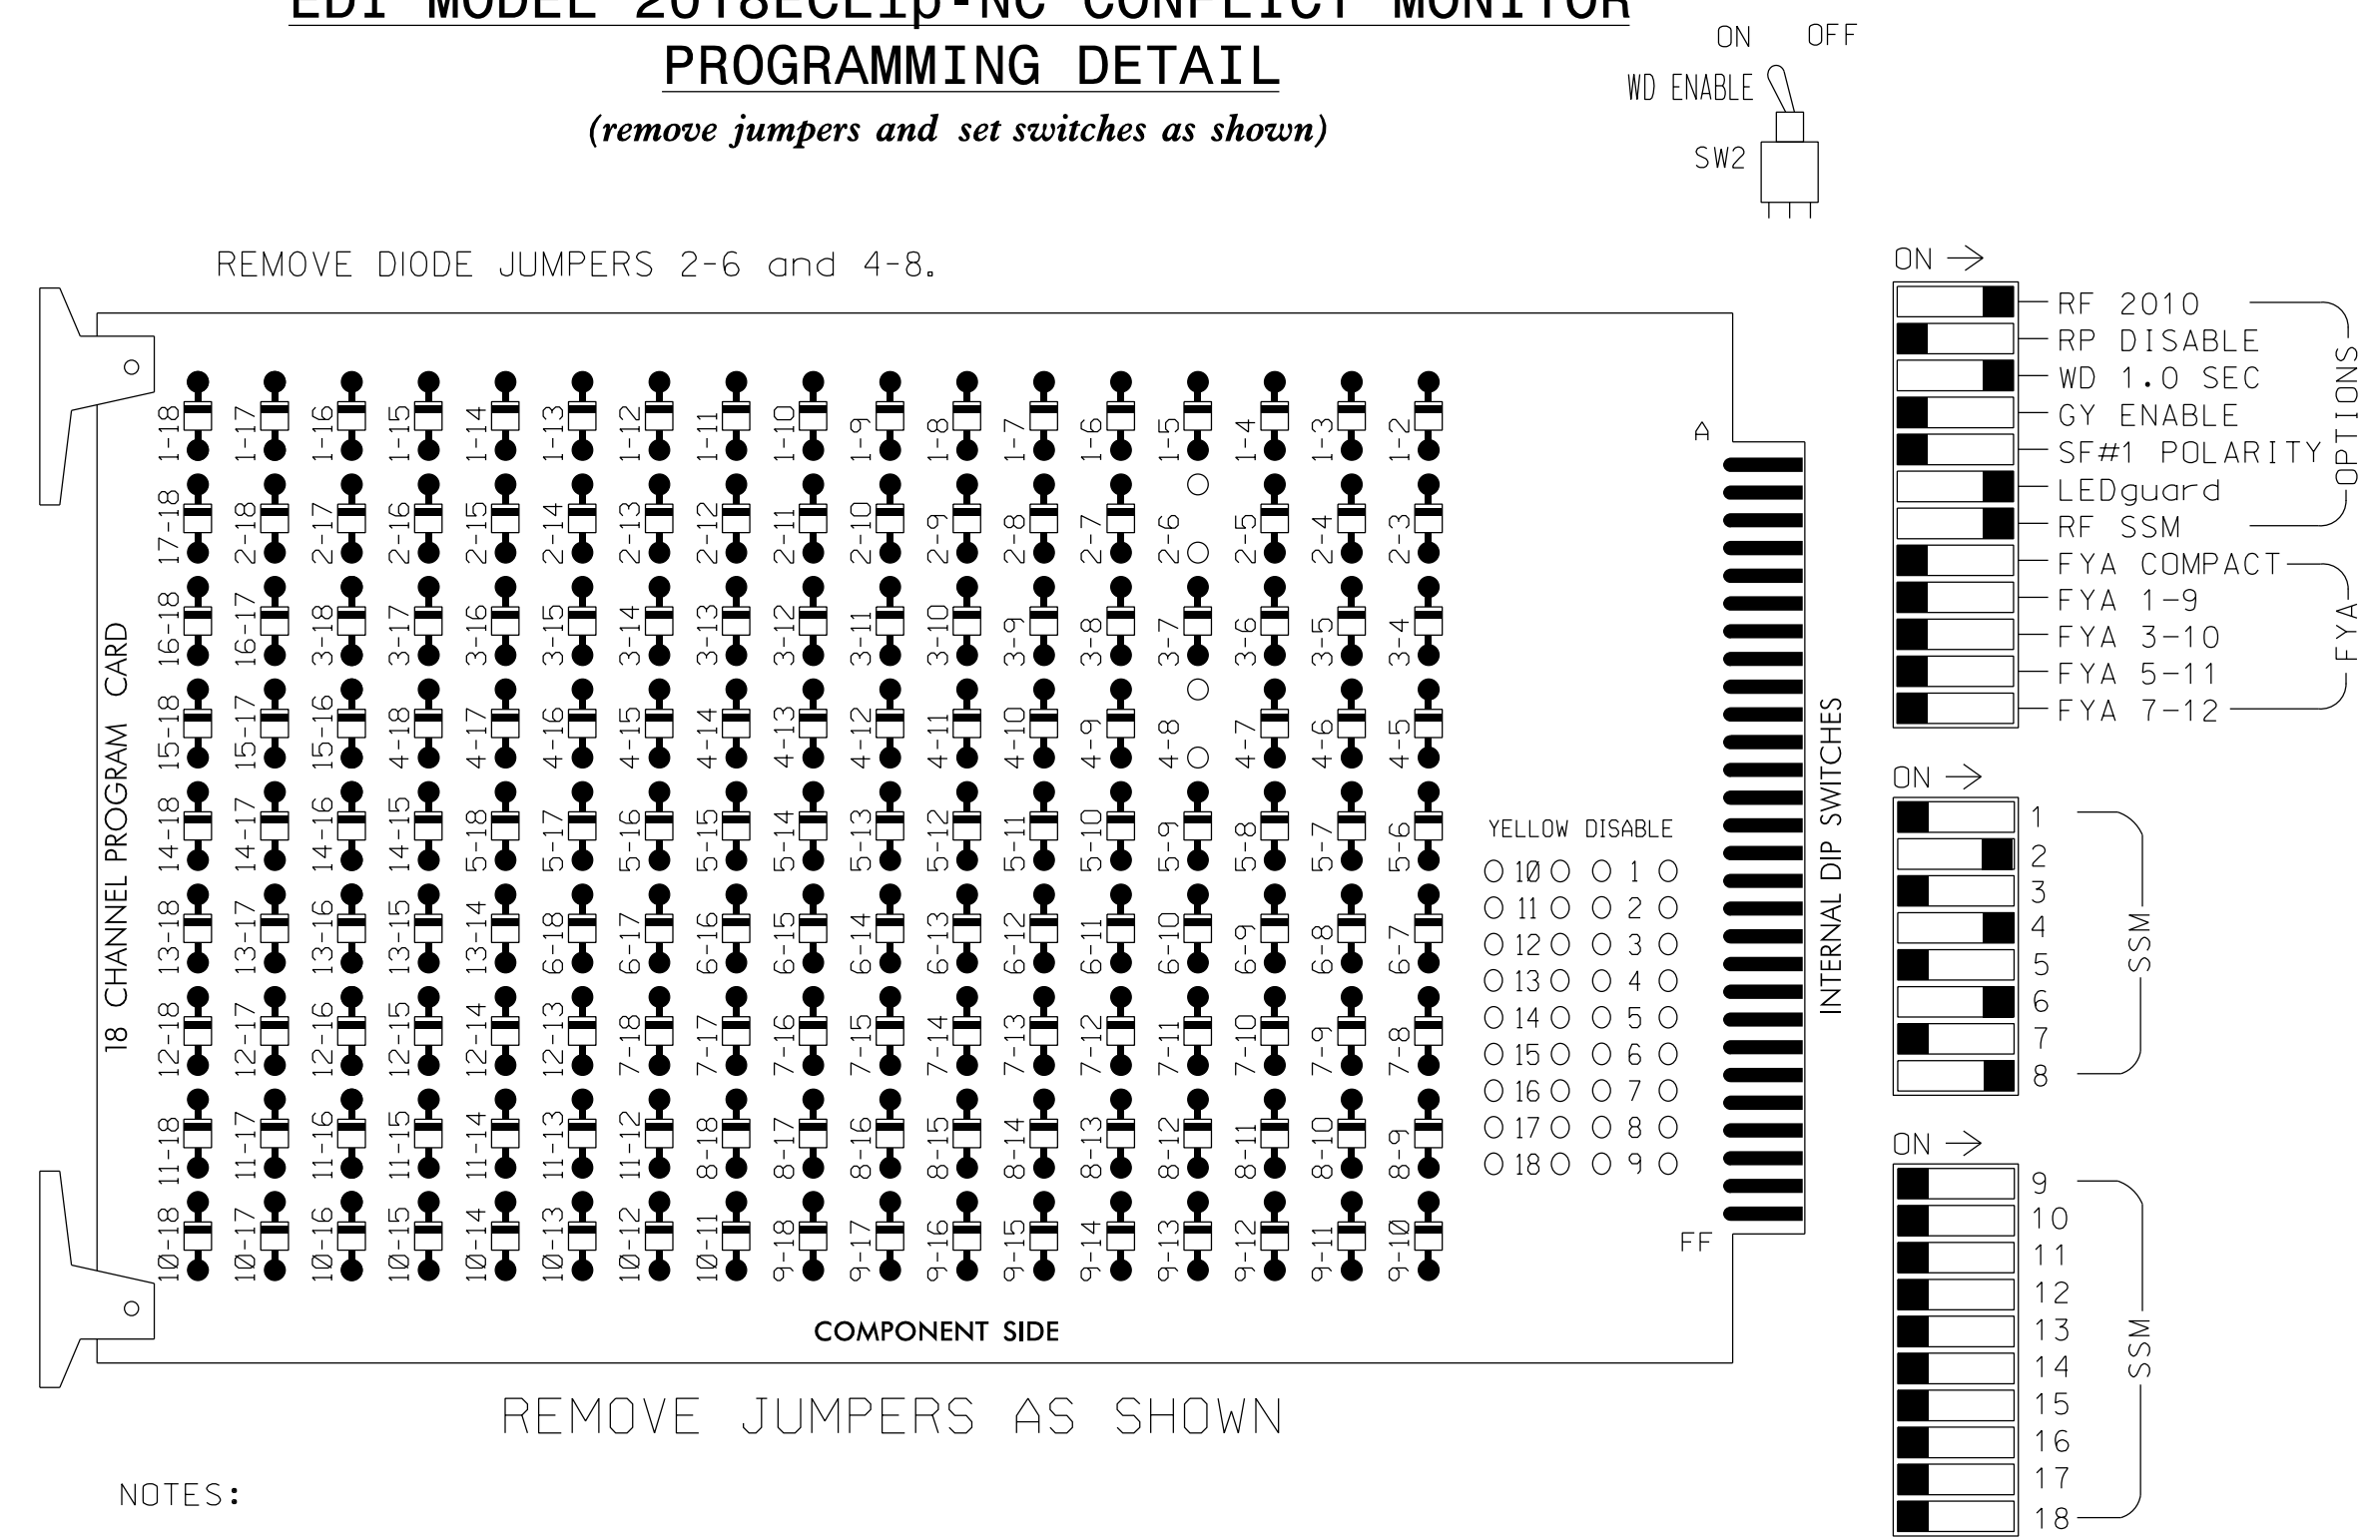 EDI MODEL 2018ECLip-NC CONFLICT MONITOR
PROGRAMMING DETAIL
(remove jumpers and set switches as shown)
ON OFF
WD ENABLE
SW2
REMOVE DIODE JUMPERS 2-6 and 4-8.
18 CHANNEL PROGRAM CARD
1-18 1-17 1-16 1-15 1-14 1-13 1-12 1-11 1-10 1-9 1-8 1-7 1-6 1-5 1-4 1-3 1-2
17-18 2-18 2-17 2-16 2-15 2-14 2-13 2-12 2-11 2-10 2-9 2-8 2-7 2-6 2-5 2-4 2-3
16-18 16-17 3-18 3-17 3-16 3-15 3-14 3-13 3-12 3-11 3-10 3-9 3-8 3-7 3-6 3-5 3-4
15-18 15-17 15-16 4-18 4-17 4-16 4-15 4-14 4-13 4-12 4-11 4-10 4-9 4-8 4-7 4-6 4-5
14-18 14-17 14-16 14-15 5-18 5-17 5-16 5-15 5-14 5-13 5-12 5-11 5-10 5-9 5-8 5-7 5-6
13-18 13-17 13-16 13-15 13-14 6-18 6-17 6-16 6-15 6-14 6-13 6-12 6-11 6-10 6-9 6-8 6-7
12-18 12-17 12-16 12-15 12-14 12-13 7-18 7-17 7-16 7-15 7-14 7-13 7-12 7-11 7-10 7-9 7-8
11-18 11-17 11-16 11-15 11-14 11-13 11-12 8-18 8-17 8-16 8-15 8-14 8-13 8-12 8-11 8-10 8-9
10-18 10-17 10-16 10-15 10-14 10-13 10-12 10-11 9-18 9-17 9-16 9-15 9-14 9-13 9-12 9-11 9-10
A
YELLOW DISABLE
10 1
11 2
12 3
13 4
14 5
15 6
16 7
17 8
18 9
FF
COMPONENT SIDE
REMOVE JUMPERS AS SHOWN
NOTES:
INTERNAL DIP SWITCHES
ON
RF 2010
RP DISABLE
WD 1.0 SEC
GY ENABLE
SF#1 POLARITY
LEDguard
RF SSM
OPTIONS
FYA COMPACT
FYA 1-9
FYA 3-10
FYA 5-11
FYA 7-12
FYA
ON
1
2
3
4
5
6
7
8
SSM
ON
9
10
11
12
13
14
15
16
17
18
SSM